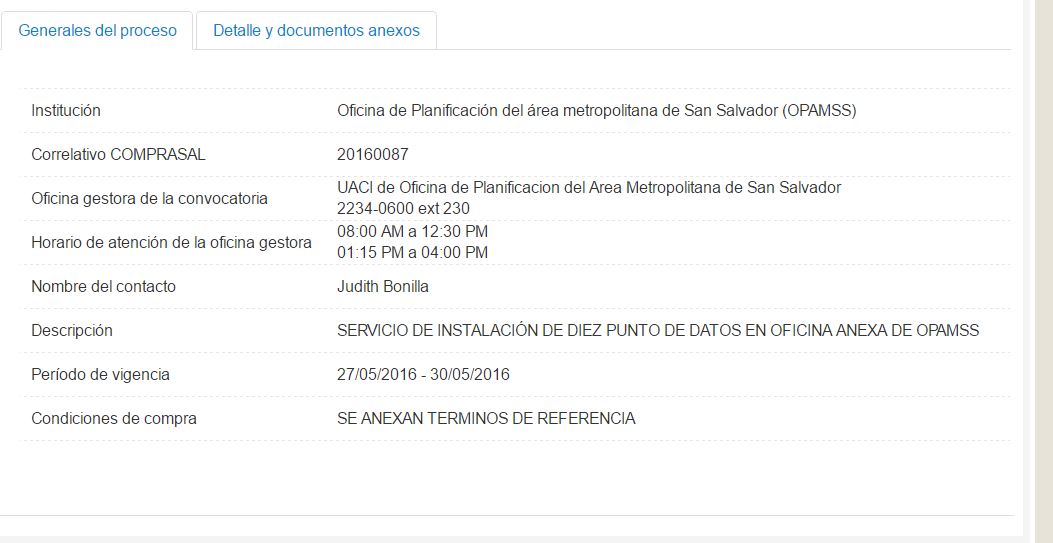 Generales del proceso
Detalle y documentos anexos
Institución
Oficina de Planificación del área metropolitana de San Salvador (OPAMSS)
Correlativo COMPRASAL
20160087
Oficina gestora de la convocatoria
UACI de Oficina de Planificacion del Area Metropolitana de San Salvador
2234-0600 ext 230
Horario de atención de la oficina gestora
08:00 AM a 12:30 PM
01:15 PM a 04:00 PM
Nombre del contacto
Judith Bonilla
Descripción
SERVICIO DE INSTALACIÓN DE DIEZ PUNTO DE DATOS EN OFICINA ANEXA DE OPAMSS
Período de vigencia
27/05/2016 - 30/05/2016
Condiciones de compra
SE ANEXAN TERMINOS DE REFERENCIA